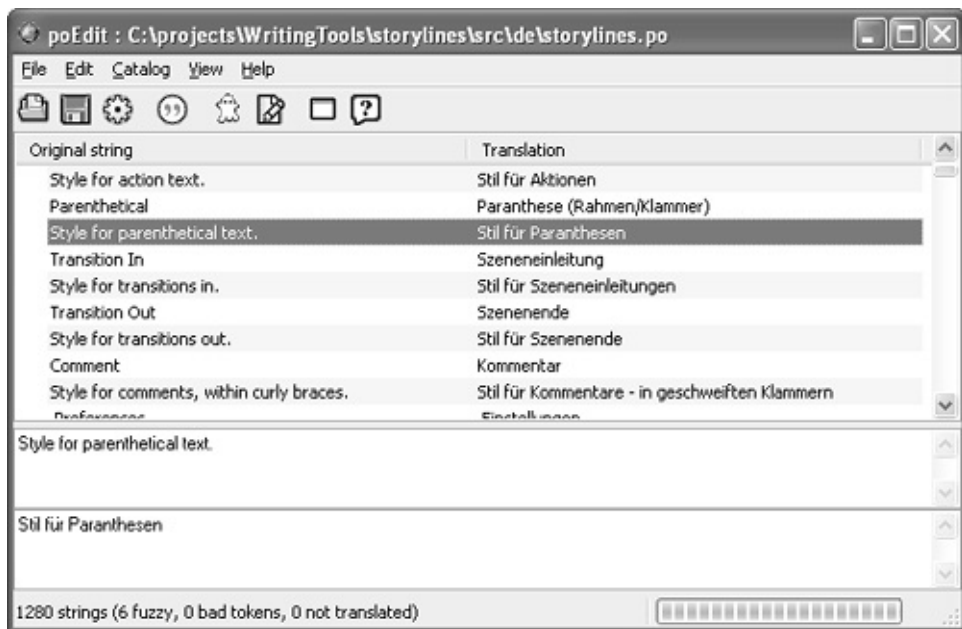 poEdit : C:\projects\WritingTools\storylines\src\de\storylines.po
File Edit Catalog View Help
Original string Translation
Style for action text. Stil für Aktionen
Parenthetical Paranthese (Rahmen/Klammer)
Style for parenthetical text. Stil für Paranthesen
Transition In Szeneneinleitung
Style for transitions in. Stil für Szeneneinleitungen
Transition Out Szenenende
Style for transitions out. Stil für Szenenende
Comment Kommentar
Style for comments, within curly braces. Stil für Kommentare - in geschweiften Klammern
Preferences Einstellungen
Style for parenthetical text.
Stil für Paranthesen
1280 strings (6 fuzzy, 0 bad tokens, 0 not translated)